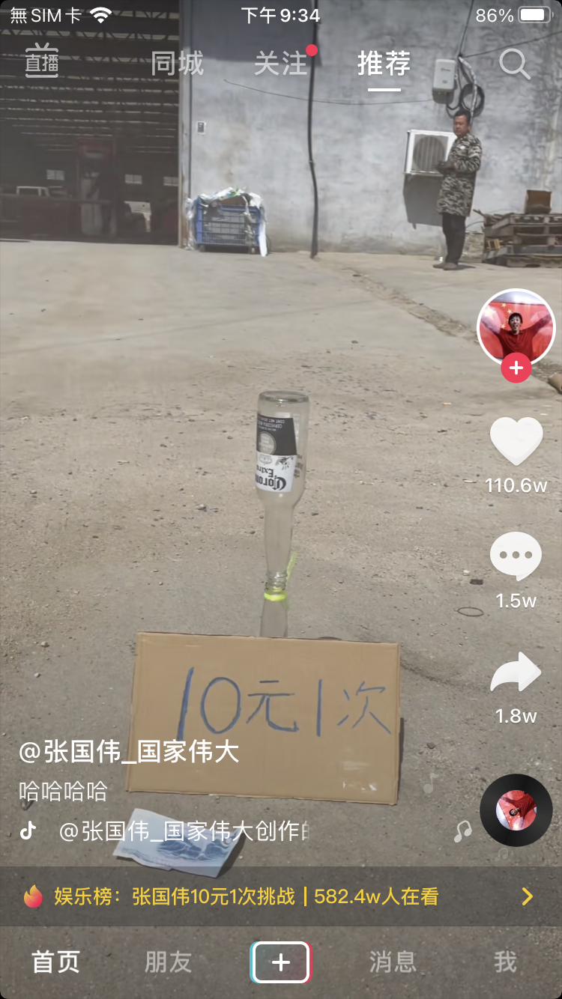 無SIM卡
下午9:34
86%
直播
同城
关注
推荐
Corona
Extra
110.6w
1.5w
1.8w
10元1次
@张国伟_国家伟大
哈哈哈哈
@张国伟_国家伟大创作
娱乐榜：张国伟10元1次挑战 | 582.4w人在看
首页
朋友
消息
我